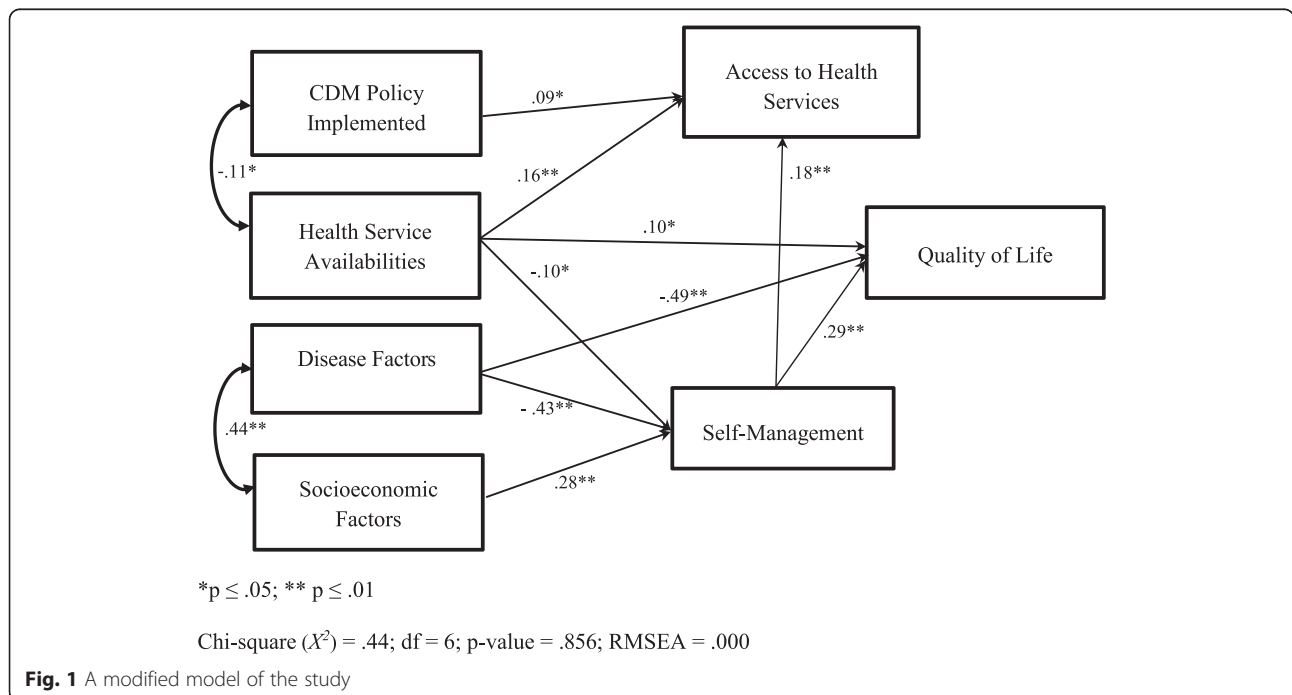 CDM Policy
Implemented
Access to Health
Services
.09*
-.11*
.16**
.18**
Health Service
Availabilities
.10*
Quality of Life
-.10*
-.49**
.29**
Disease Factors
- .43**
Self-Management
.44**
.28**
Socioeconomic
Factors
*p ≤ .05; ** p ≤ .01
Chi-square (X²) = .44; df = 6; p-value = .856; RMSEA = .000
Fig. 1 A modified model of the study